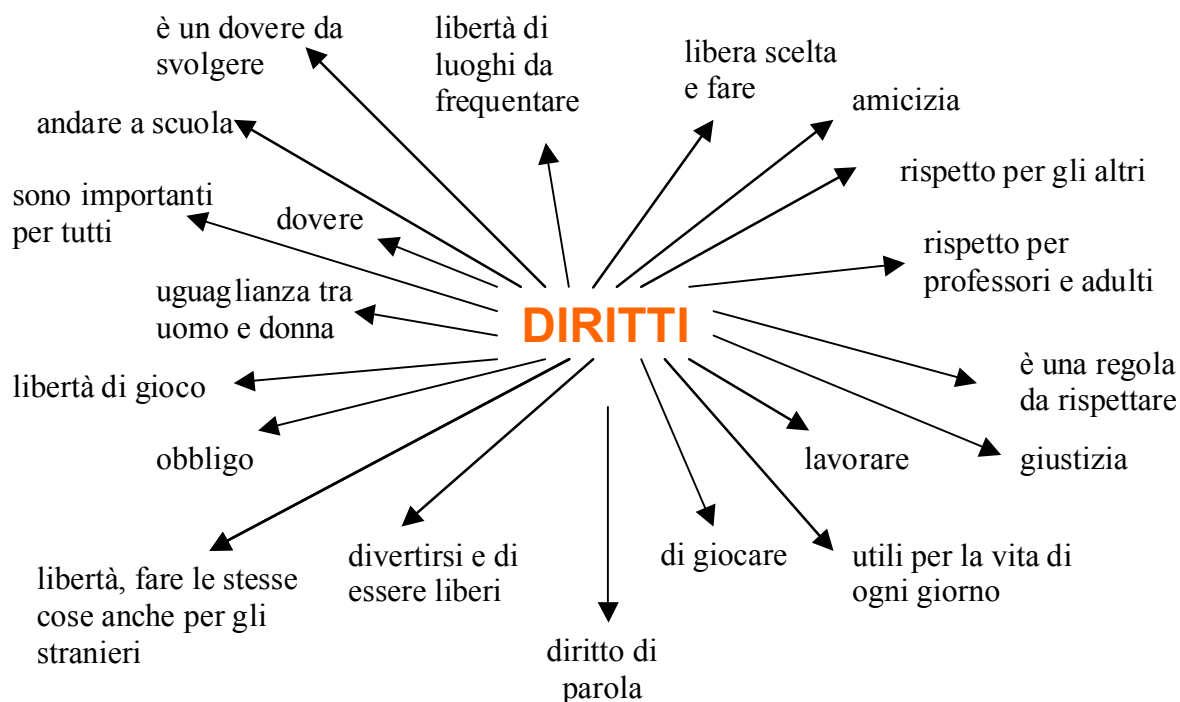 è un dovere da
svolgere
libertà di
luoghi da
frequentare
libera scelta
e fare
amicizia
andare a scuola
rispetto per gli altri
sono importanti
per tutti
dovere
rispetto per
professori e adulti
uguaglianza tra
uomo e donna
DIRITTI
libertà di gioco
è una regola
da rispettare
obbligo
lavorare
giustizia
libertà, fare le stesse
cose anche per gli
stranieri
divertirsi e di
essere liberi
di giocare
utili per la vita di
ogni giorno
diritto di
parola